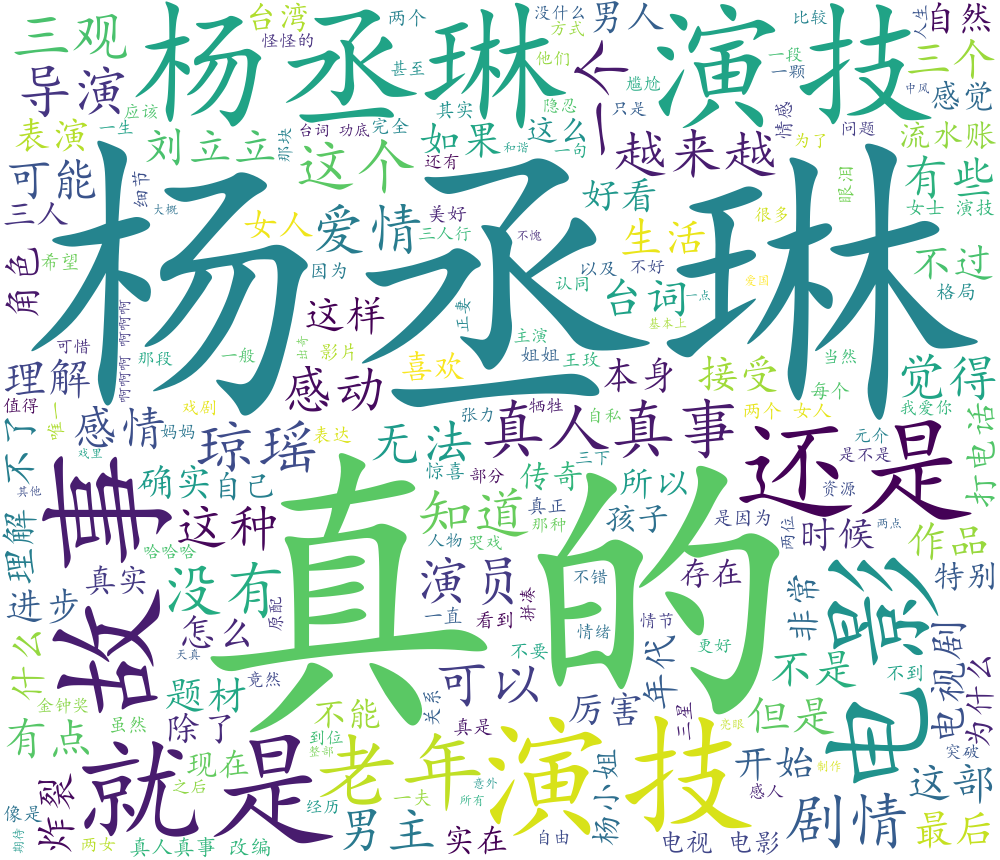 三观
杨丞琳
台湾
怪怪的
两个
甚至
没什么
方式
他们
男人
一个
演技
比较
一段
一颗
人生
自然
三个
中风
感觉
导演
应该
表演
一生
刘立立
那块
台词 功底
完全
这个
其实
如果
和谐
还有
隐忍
这么
一句
尴尬
只是
越来越
情感
为了
问题
流水账
有些
女士 演技
可能
三人
细节
大概
杨丞琳
女人
爱情
美好
三人行
不愧
好看
眼泪
很多
生活
因为
认同
以及
不好
台词
一点
爱国
基本上
不过
格局
角色
希望
这样
正妻
啊啊啊 啊啊啊
可惜
那段
一般
出奇
影片
主演
姐姐
王玫
当然
理解
值得
唯一
戏剧
感动
喜欢
本身
接受
每个
觉得
我爱你
不了
感情
妈妈
戏里
琼瑶
表达
张力
牺牲
自私
两个 女人
无法
真人真事
还是
元介
是不是
打电话
其他
确实
自己
惊喜
部分
传奇
三下
所以
资源
事
故
这种
真的
知道
真正
那种
孩子
是因为
两位
时候
两点
作品
理解
哈哈哈
人物
哭戏
进步
真实
没有
原配
演员
一直
看到
拼凑
不错
情绪
存在
非常
电影
特别
怎么
天真
竟然
不要
情节
更好
年代
不是
不到
电视剧
为什么
什么
金钟奖
题材
可以
关系
有点
虽然
除了
不能
到位
真是
厉害
三星
亮眼
但是
突破
就是
整部
老年
演技
现在
之后
意外
开始
制作
这部
炸裂
像是
期待
经历
一夫
所有
杨小姐
感人
剧情
两女
真人真事 改编
男主
实在
自由
电视 电影
最后